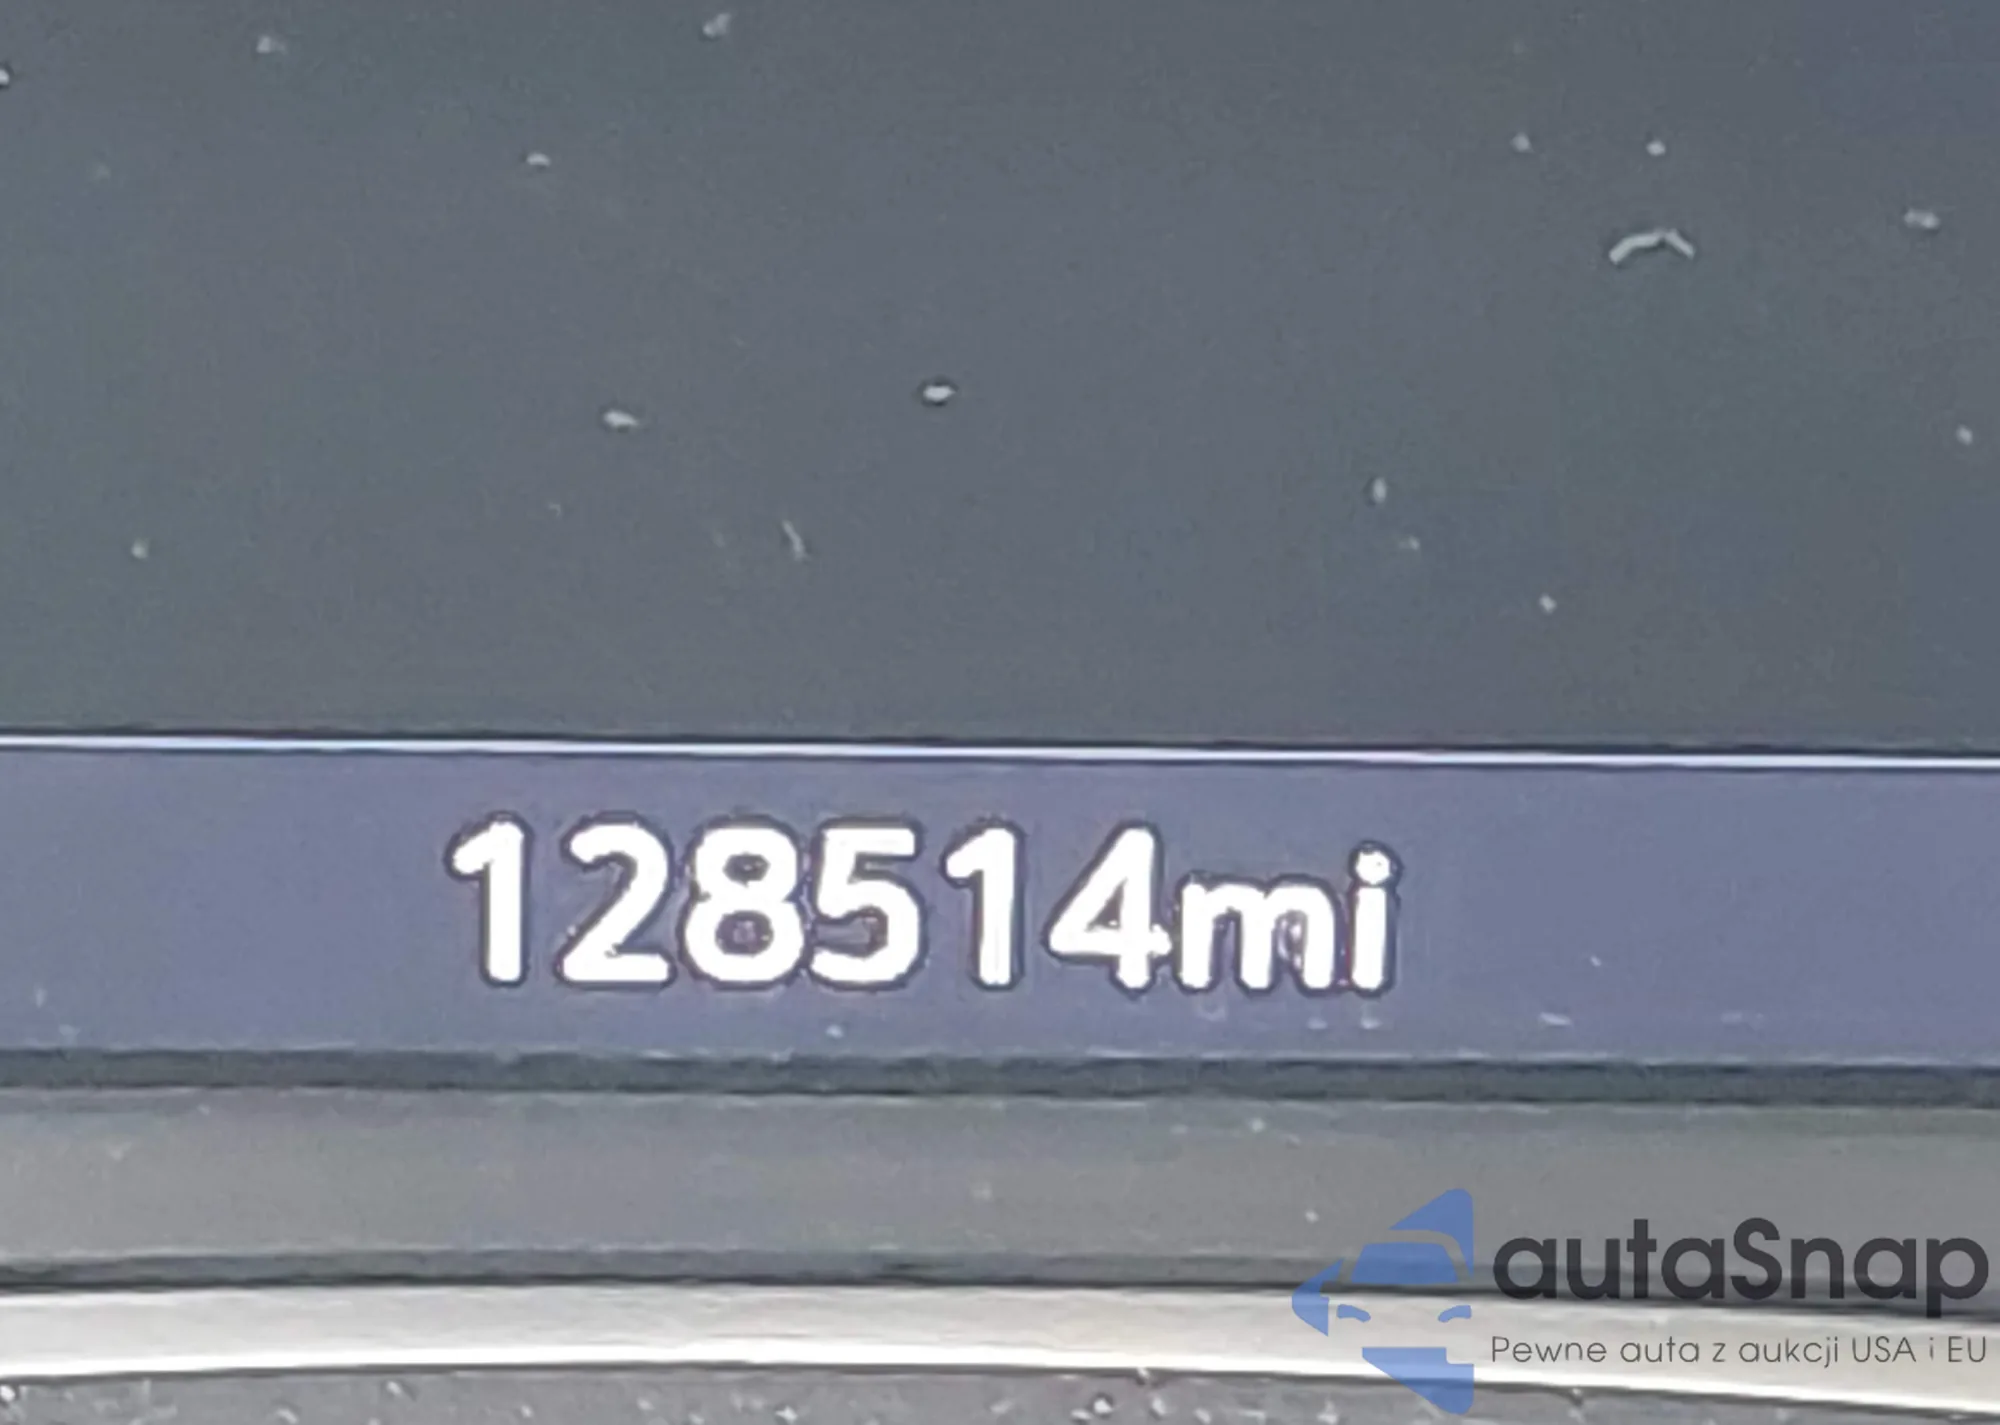 128514mi
autaSnap
Pewne auta z aukcji USA i EU